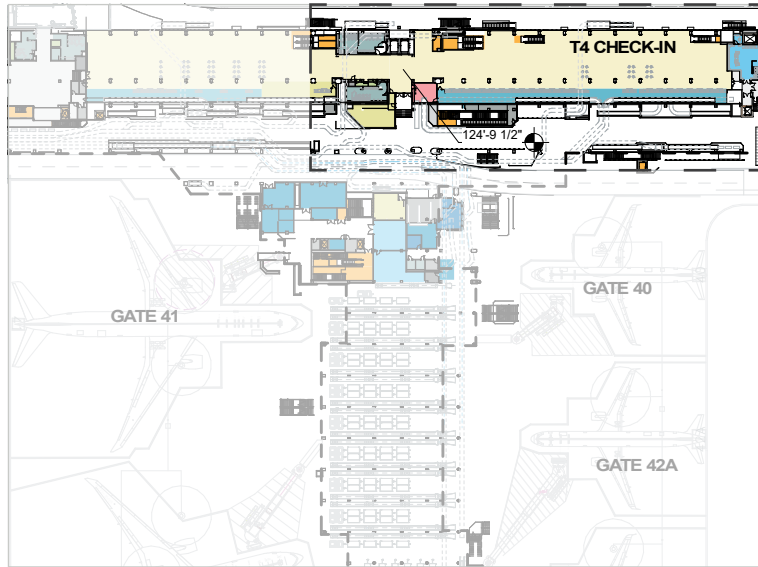 T4 CHECK-IN
124'-9 1/2"
GATE 40
GATE 41
GATE 42A